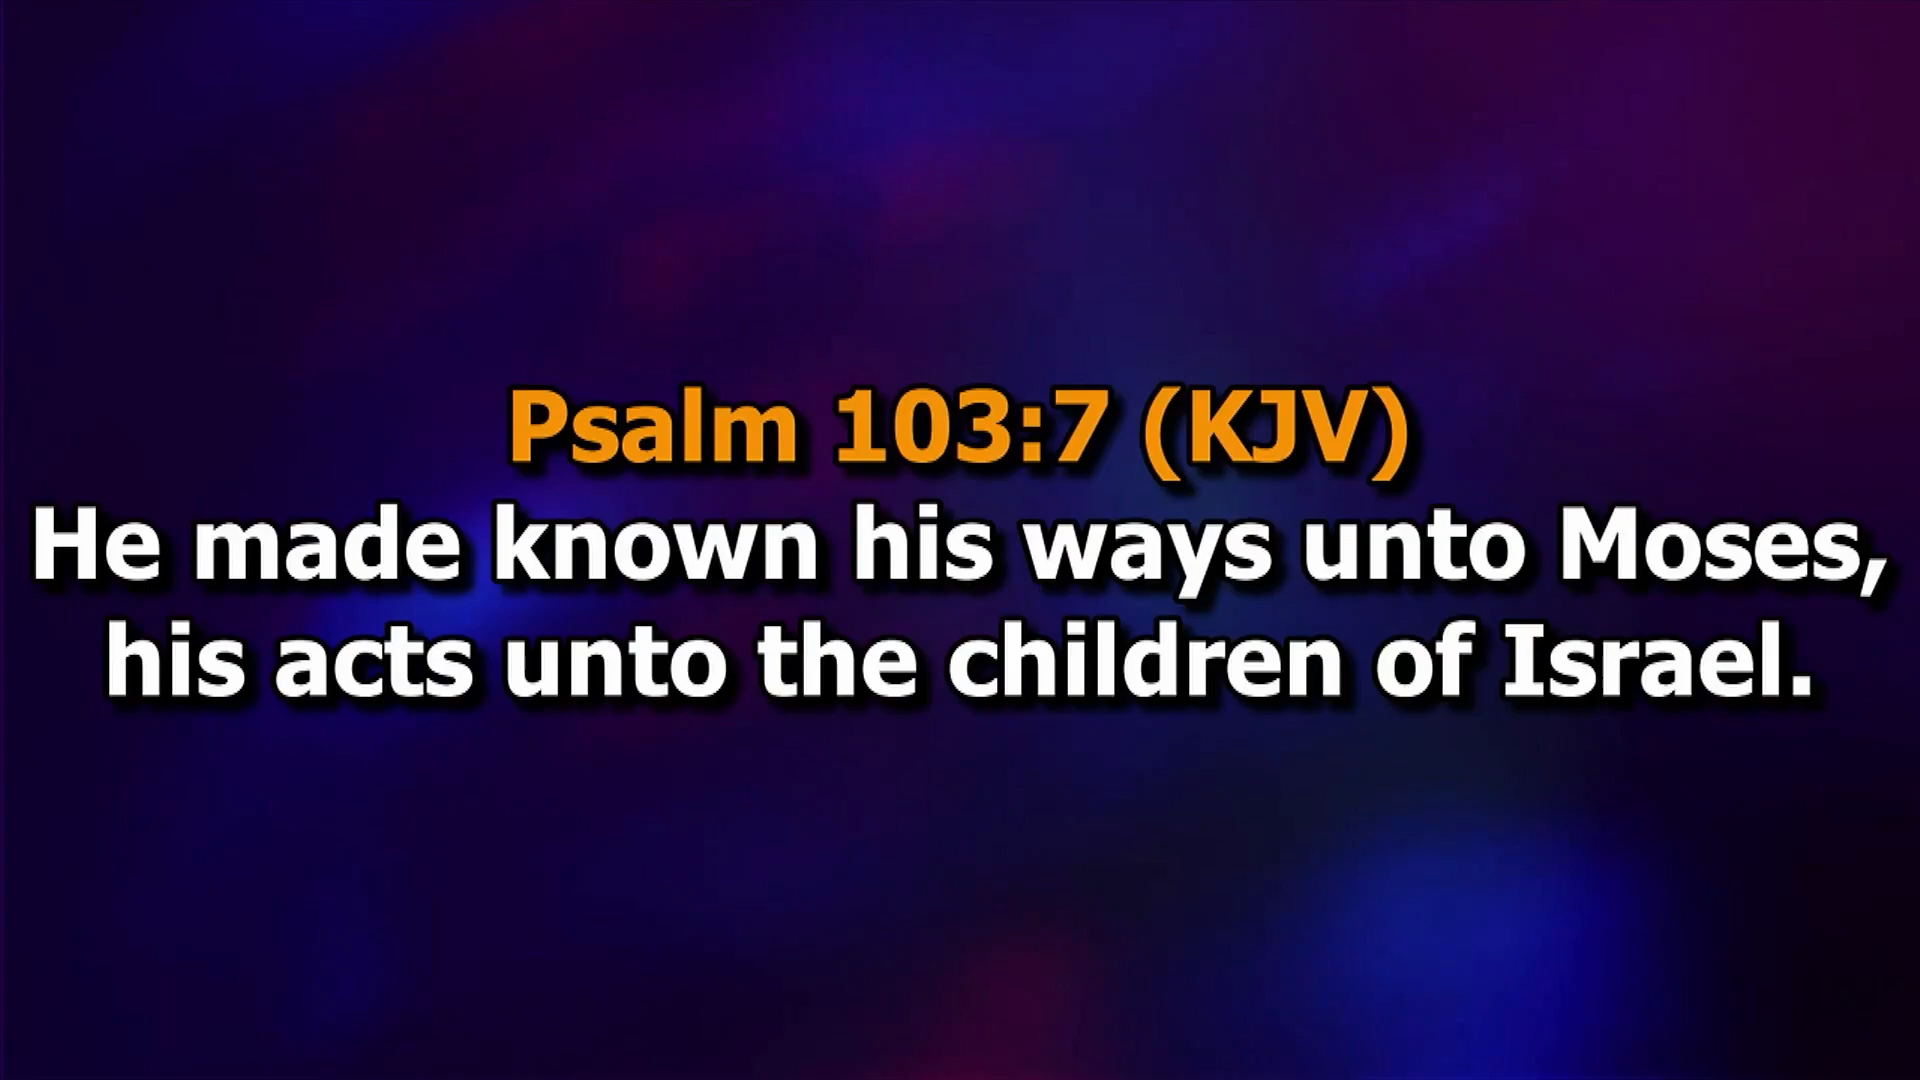 Psalm 103:7 (KJV)
He made known his ways unto Moses,
his acts unto the children of Israel.